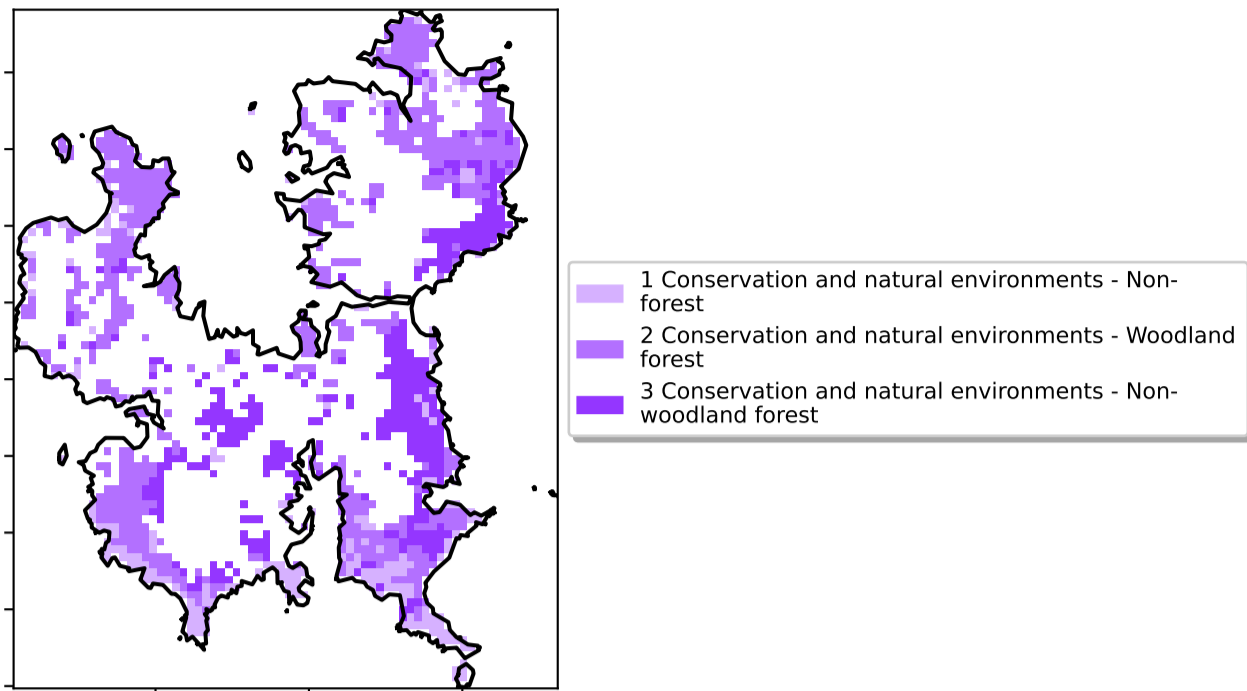 1 Conservation and natural environments - Non-
forest
2 Conservation and natural environments - Woodland
forest
3 Conservation and natural environments - Non-
woodland forest